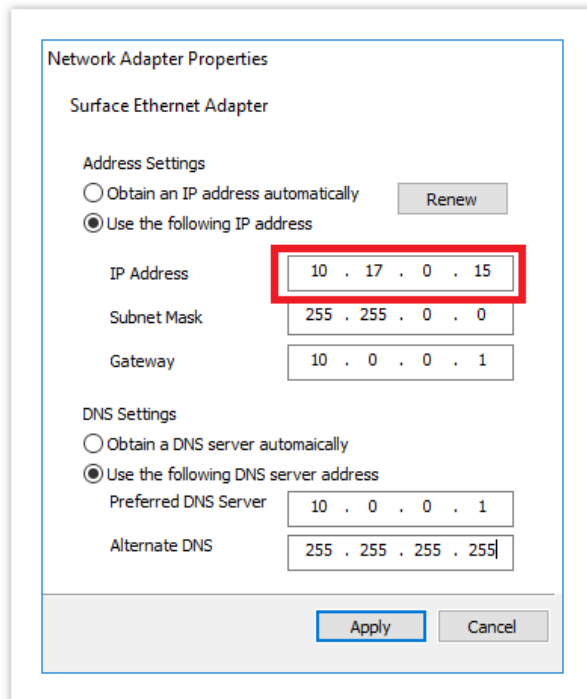 Network Adapter Properties
Surface Ethernet Adapter
Address Settings
Obtain an IP address automatically Renew
Use the following IP address
IP Address 10 . 17 . 0 . 15
Subnet Mask 255 . 255 . 0 . 0
Gateway 10 . 0 . 0 . 1
DNS Settings
Obtain a DNS server automaically
Use the following DNS server address
Preferred DNS Server 10 . 0 . 0 . 1
Alternate DNS 255 . 255 . 255 . 255
Apply Cancel